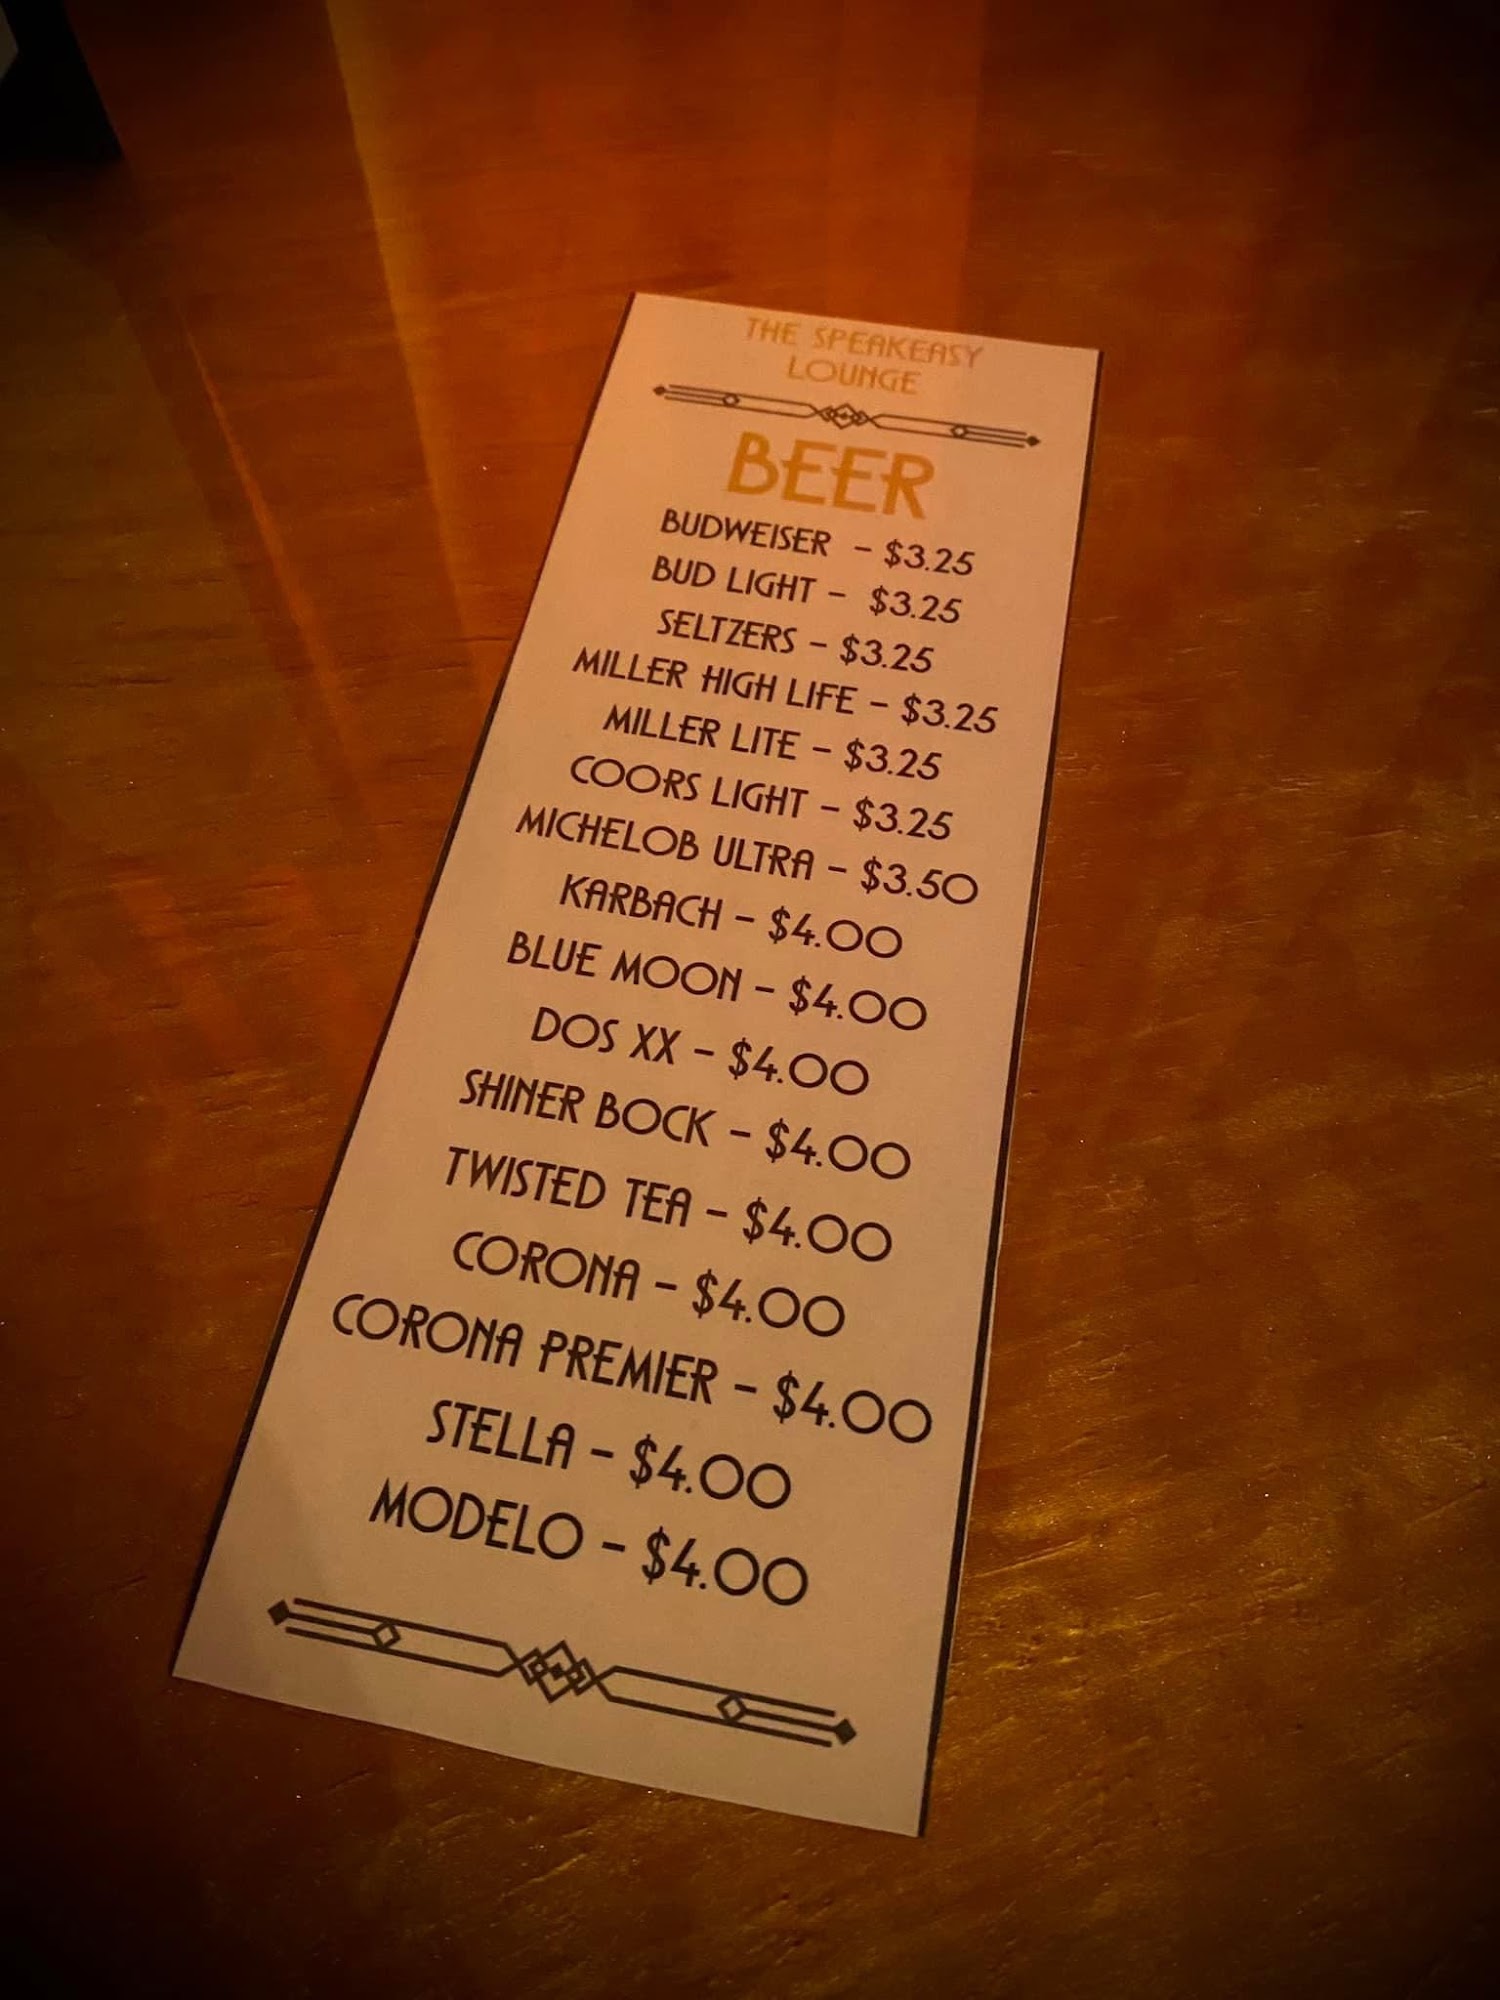 THE SPEAKEASY
LOUNGE
BEER
BUDWEISER - $3.25
BUD LIGHT - $3.25
SELTZERS - $3.25
MILLER HIGH LIFE - $3.25
MILLER LITE - $3.25
COORS LIGHT - $3.25
MICHELOB ULTRA - $3.50
KARBACH - $4.00
BLUE MOON - $4.00
DOS XX - $4.00
SHINER BOCK - $4.00
TWISTED TEA - $4.00
CORONA - $4.00
CORONA PREMIER - $4.00
STELLA - $4.00
MODELO - $4.00